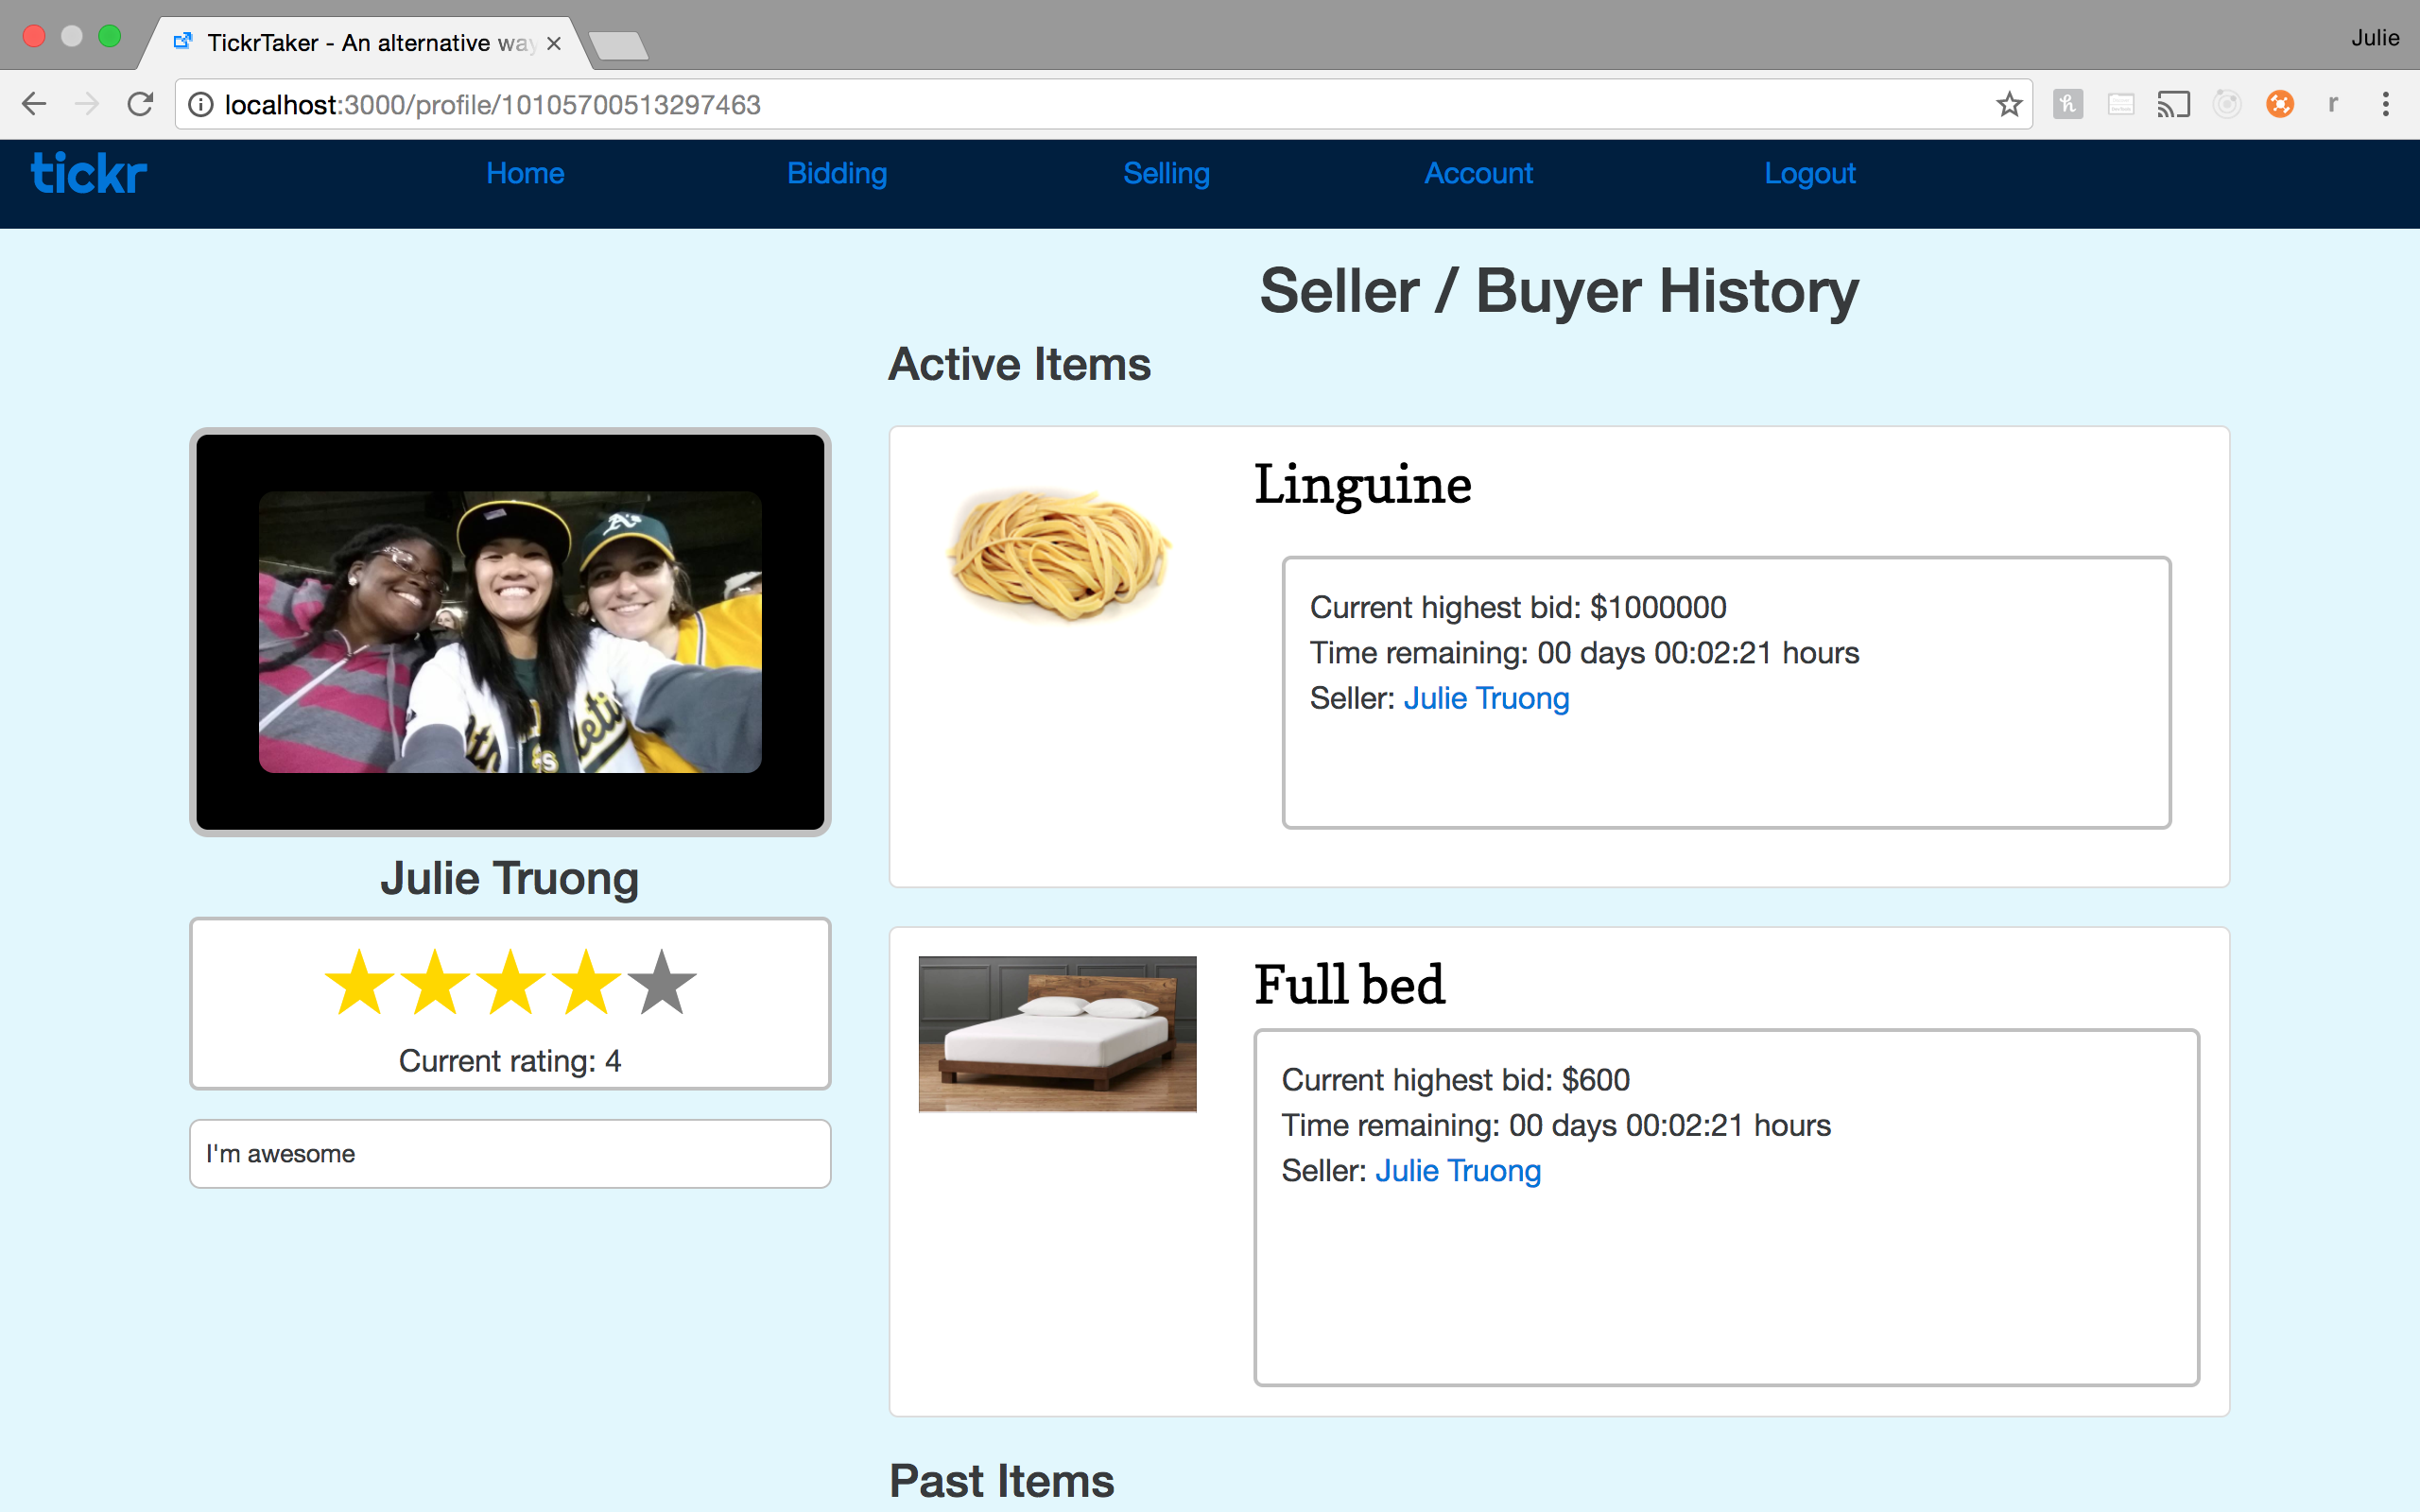 TickrTaker - An alternative way
Julie
localhost:3000/profile/10105700513297463
r
tickr
Home
Bidding
Selling
Account
Logout
Seller / Buyer History
Active Items
A's
Linguine
Current highest bid: $1000000
Time remaining: 00 days 00:02:21 hours
Seller: Julie Truong
Julie Truong
Current rating: 4
I'm awesome
Full bed
Current highest bid: $600
Time remaining: 00 days 00:02:21 hours
Seller: Julie Truong
Past Items